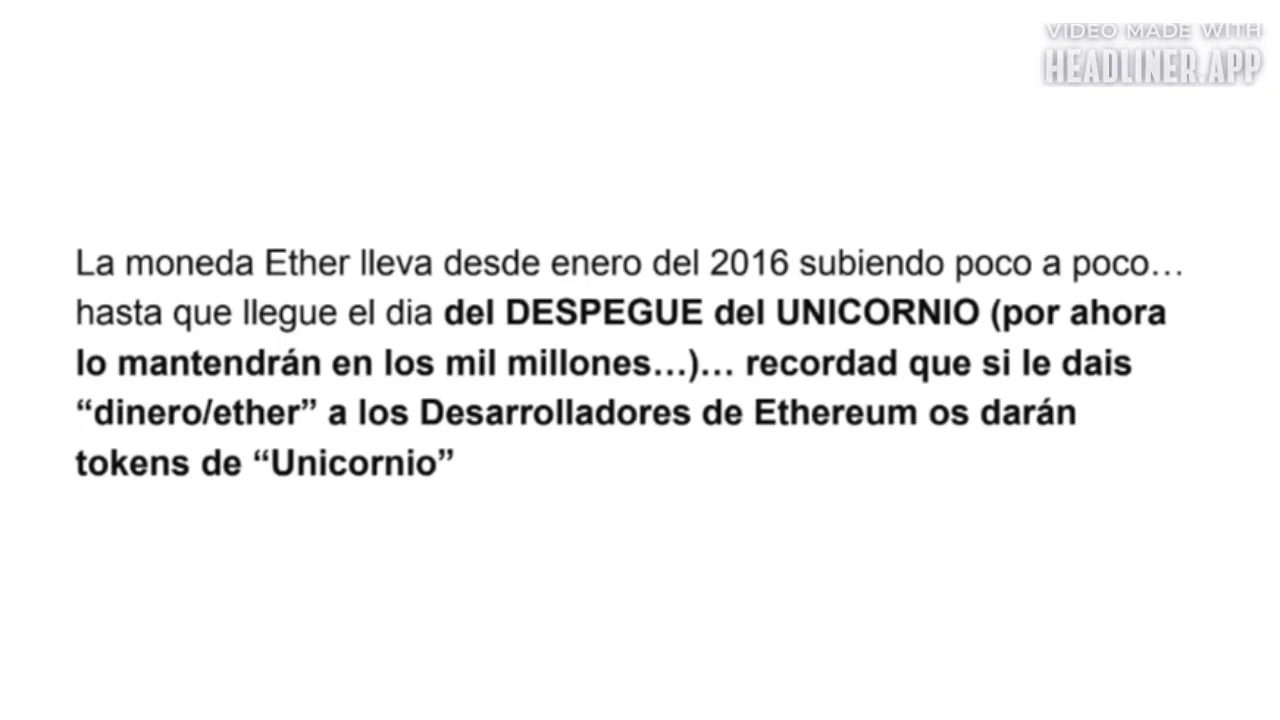 VIDEO MADE WITH
HEADLINER.APP
La moneda Ether lleva desde enero del 2016 subiendo poco a poco…
hasta que llegue el dia del DESPEGUE del UNICORNIO (por ahora
lo mantendrán en los mil millones…)… recordad que si le dais
“dinero/ether” a los Desarrolladores de Ethereum os darán
tokens de “Unicornio”